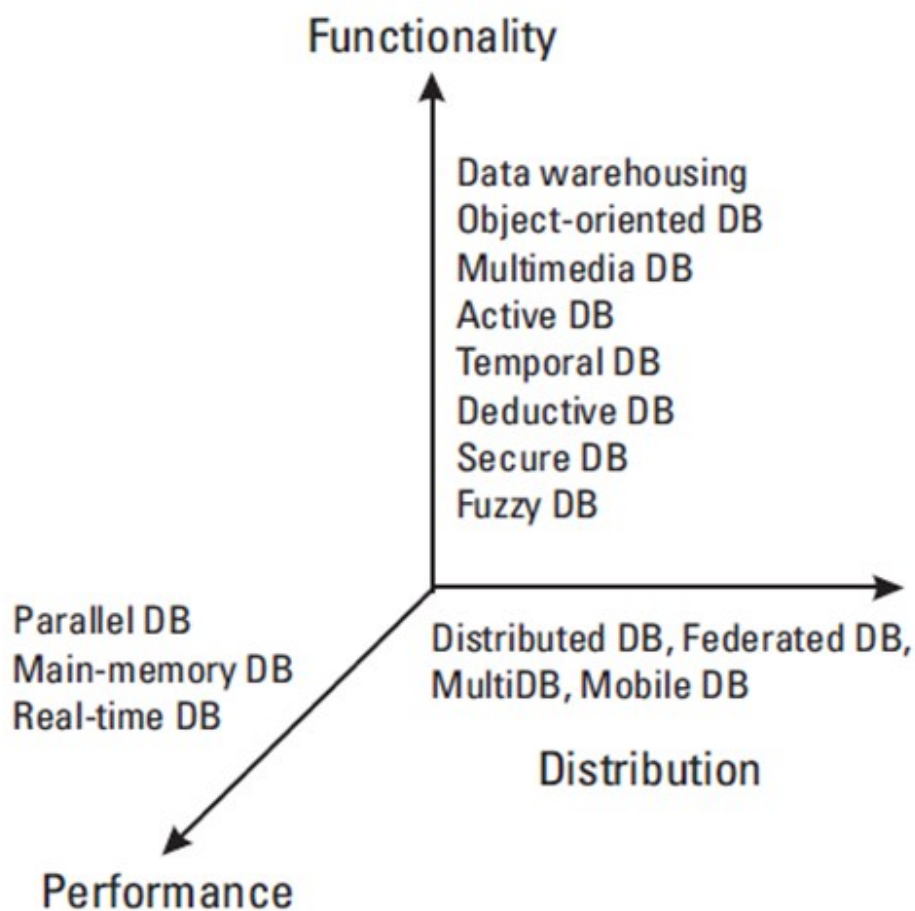 Functionality
Data warehousing
Object-oriented DB
Multimedia DB
Active DB
Temporal DB
Deductive DB
Secure DB
Fuzzy DB
Parallel DB
Main-memory DB
Real-time DB
Distributed DB, Federated DB,
MultiDB, Mobile DB
Distribution
Performance